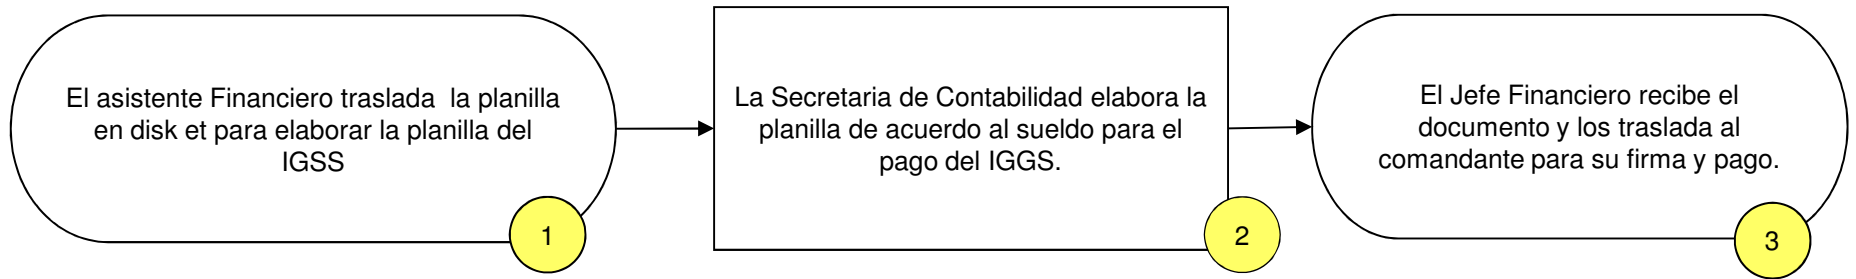 El asistente Financiero traslada  la planilla
en disk et para elaborar la planilla del
IGSS
1
La Secretaria de Contabilidad elabora la
planilla de acuerdo al sueldo para el
pago del IGGS.
2
El Jefe Financiero recibe el
documento y los traslada al
comandante para su firma y pago.
3